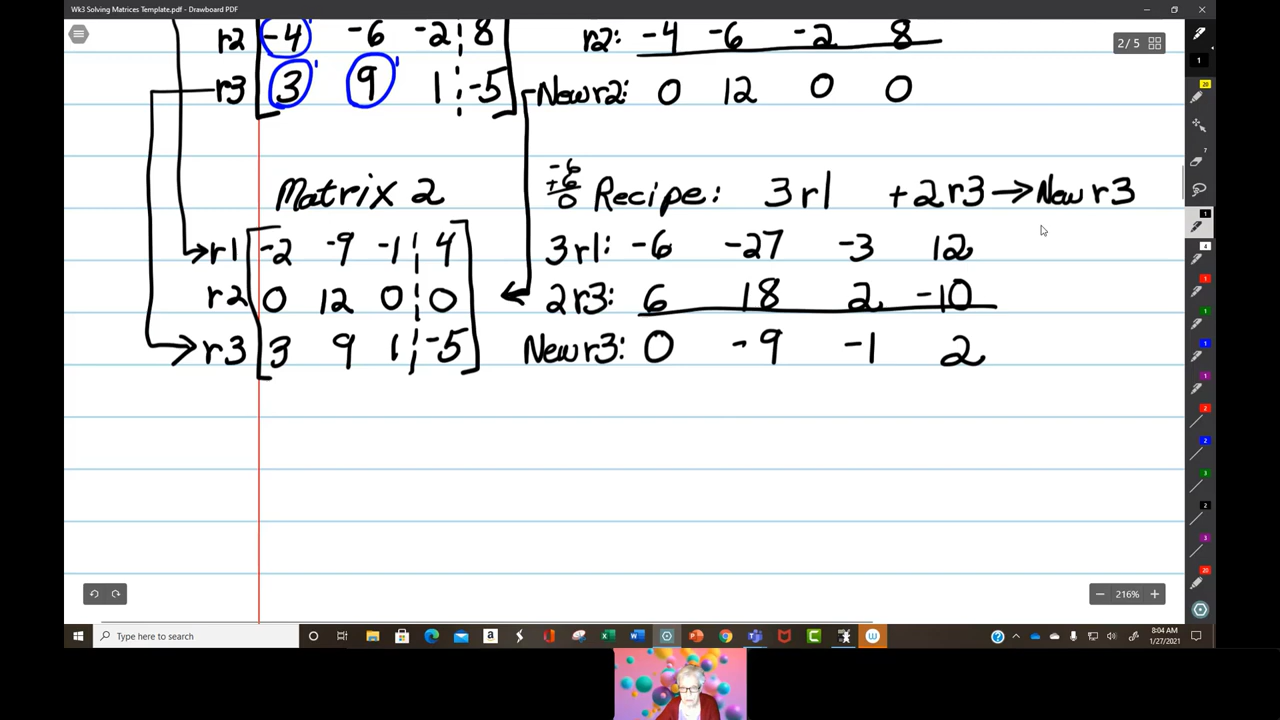 Wk3 Solving Matrices Template.pdf - Drawboard PDF
r2 -4 -6 -2 8
r3 3 9 1 -5
r2: -4 -6 -2 8
New r2: 0 12 0 0
2/5
Matrix 2
r1 -2 -9 -1 4
r2 0 12 0 0
r3 3 9 1 -5
-6
+6
0
Recipe: 3r1 +2r3→New r3
3r1: -6 -27 -3 12
2r3: 6 18 2 -10
New r3: 0 -9 -1 2
216%
Type here to search
8:04 AM
1/27/2021